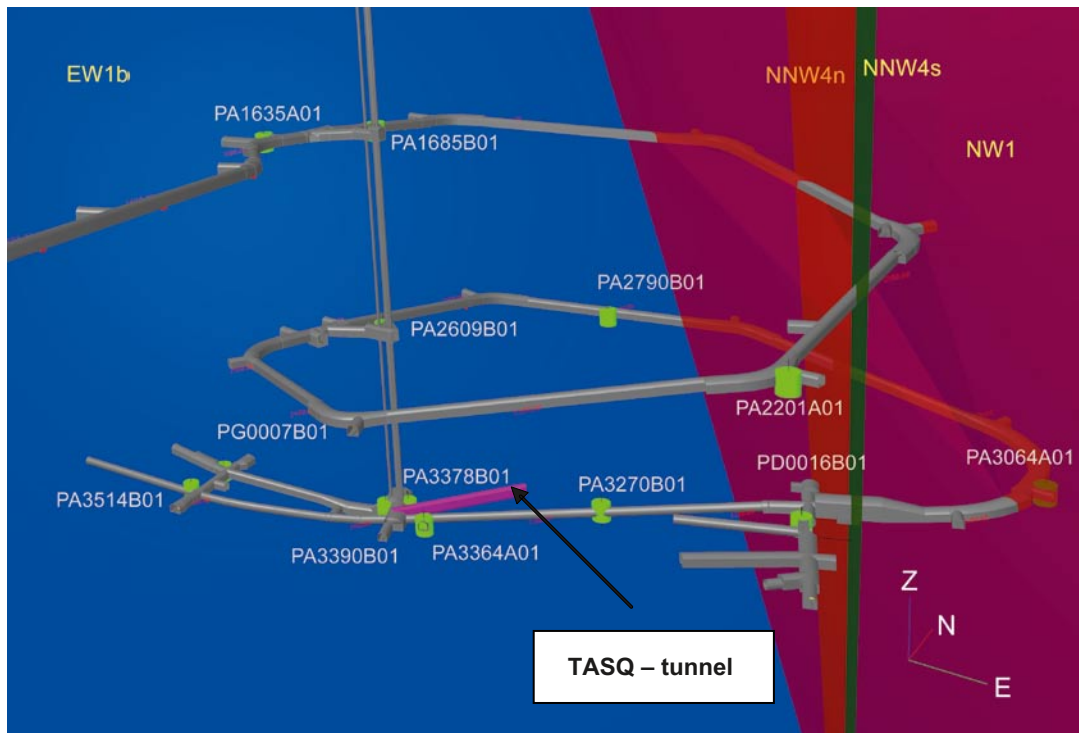 EW1b
NNW4n
NNW4s
PA1635A01
PA1685B01
NW1
PA2790B01
PA2609B01
PA2201A01
PG0007B01
PA3378B01
PD0016B01
PA3064A01
PA3514B01
PA3270B01
PA3390B01
PA3364A01
Z
N
E
TASQ – tunnel